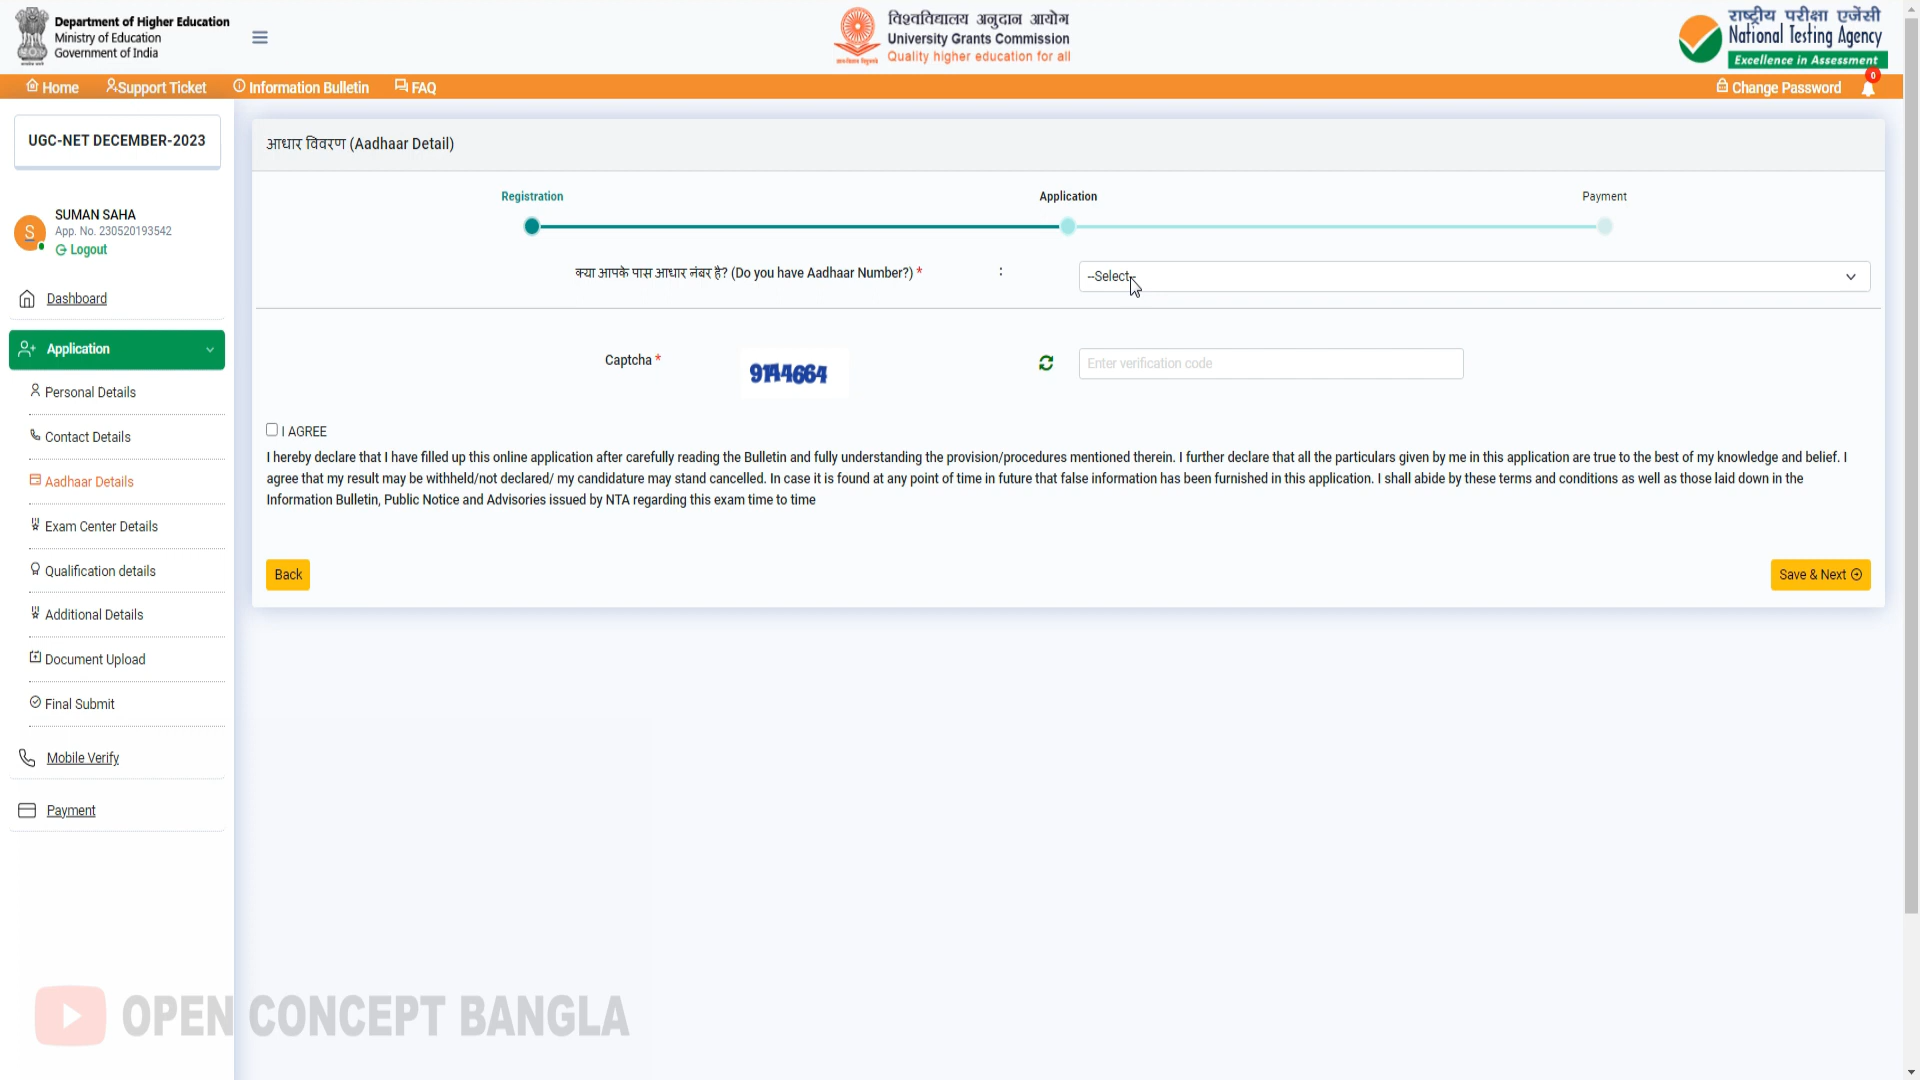 Department of Higher Education
Ministry of Education
Government of India
विश्वविद्यालय अनुदान आयोग
University Grants Commission
Quality higher education for all
राष्ट्रीय परीक्षा एजेंसी
National Testing Agency
Excellence in Assessment
Home
Support Ticket
Information Bulletin
FAQ
Change Password
0
UGC-NET DECEMBER-2023
S
SUMAN SAHA
App. No. 230520193542
Logout
Dashboard
Application
Personal Details
Contact Details
Aadhaar Details
Exam Center Details
Qualification details
Additional Details
Document Upload
Final Submit
Mobile Verify
Payment
आधार विवरण (Aadhaar Detail)
Registration
Application
Payment
क्या आपके पास आधार नंबर है? (Do you have Aadhaar Number?) * :
--Select--
Captcha *
9144664
Enter verification code
I AGREE
I hereby declare that I have filled up this online application after carefully reading the Bulletin and fully understanding the provision/procedures mentioned therein. I further declare that all the particulars given by me in this application are true to the best of my knowledge and belief. I
agree that my result may be withheld/not declared/ my candidature may stand cancelled. In case it is found at any point of time in future that false information has been furnished in this application. I shall abide by these terms and conditions as well as those laid down in the
Information Bulletin, Public Notice and Advisories issued by NTA regarding this exam time to time
Back
Save & Next
OPEN CONCEPT BANGLA